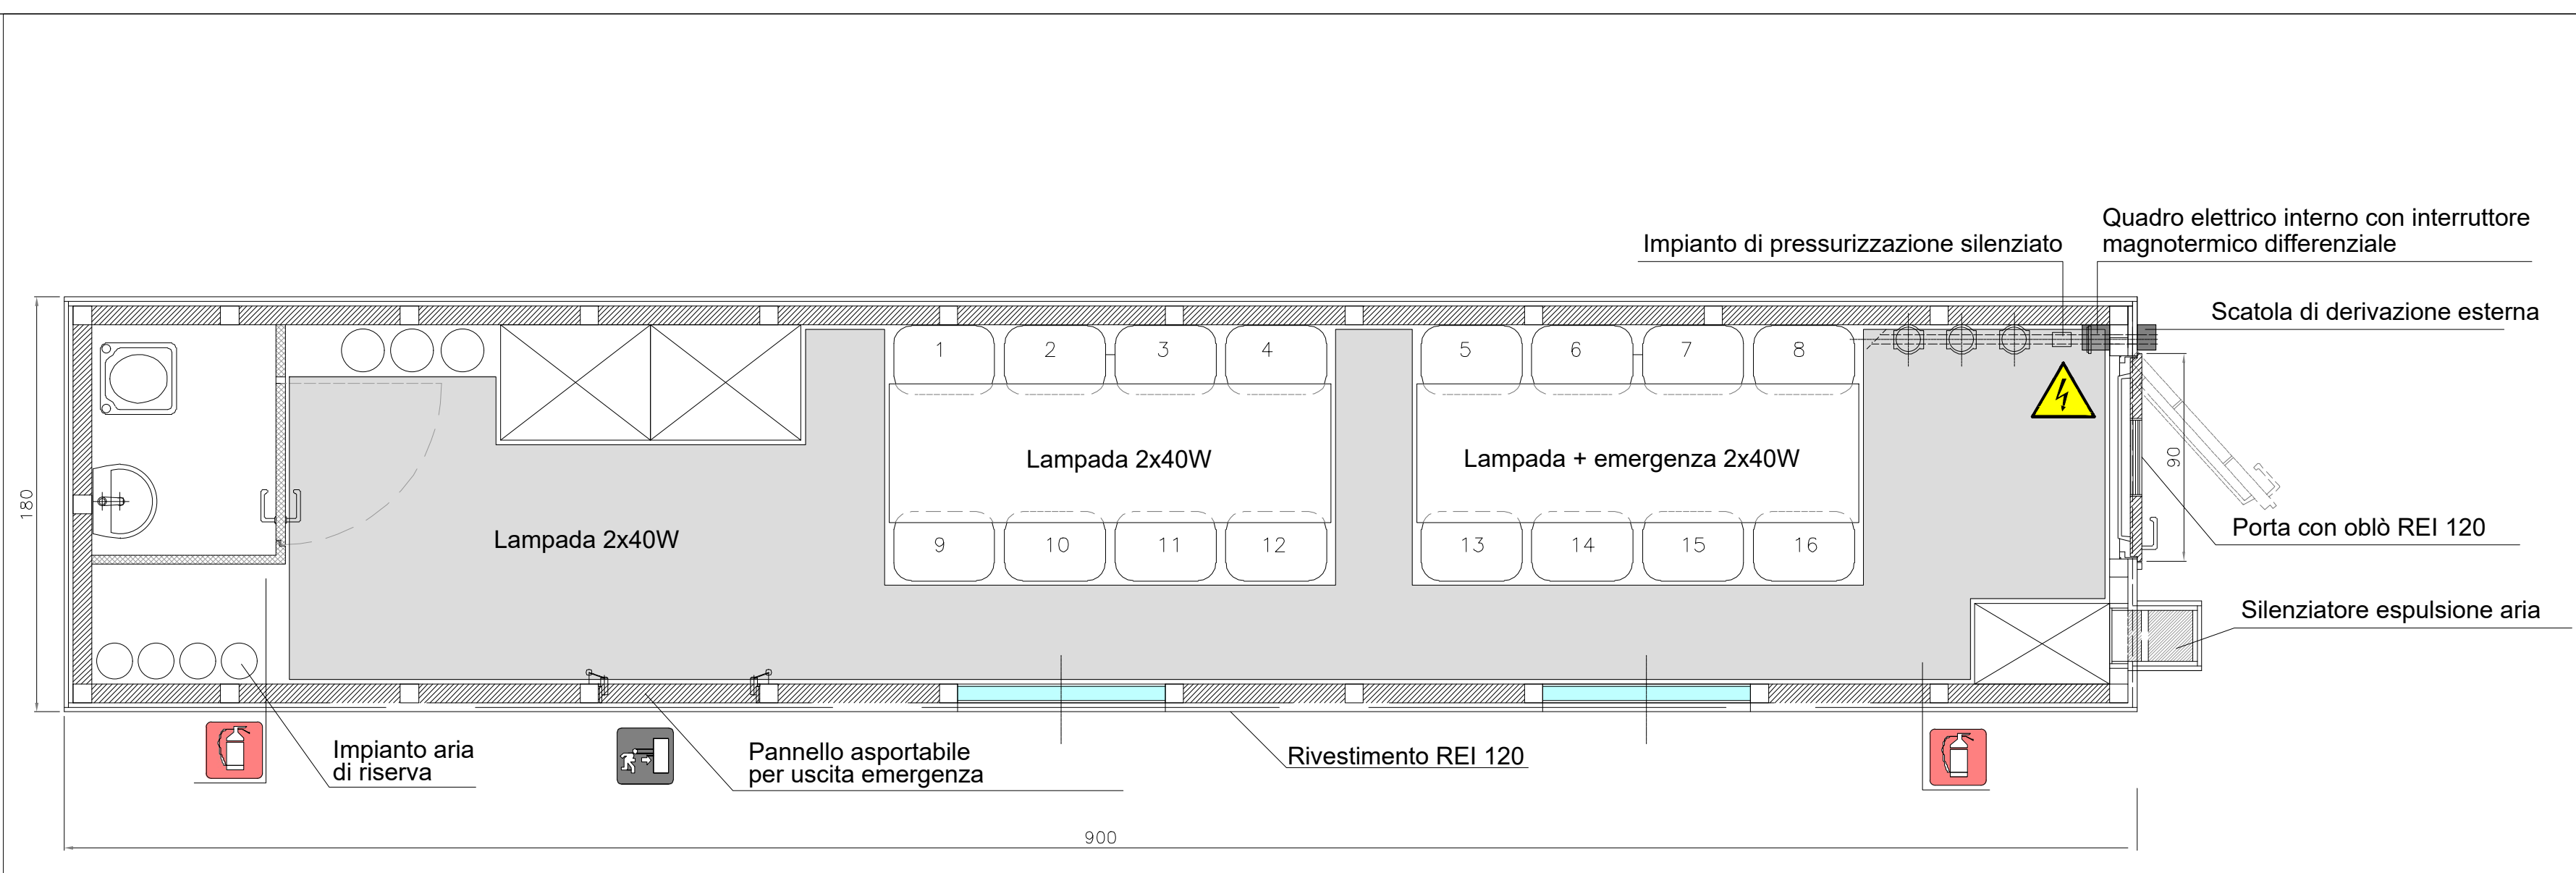 Quadro elettrico interno con interruttore
magnotermico differenziale
Impianto di pressurizzazione silenziato
Scatola di derivazione esterna
1 2 3 4 5 6 7 8
180
90
Lampada 2x40W
Lampada + emergenza 2x40W
Lampada 2x40W
9 10 11 12 13 14 15 16
Porta con oblò REI 120
Silenziatore espulsione aria
Impianto aria
di riserva
Pannello asportabile
per uscita emergenza
Rivestimento REI 120
900